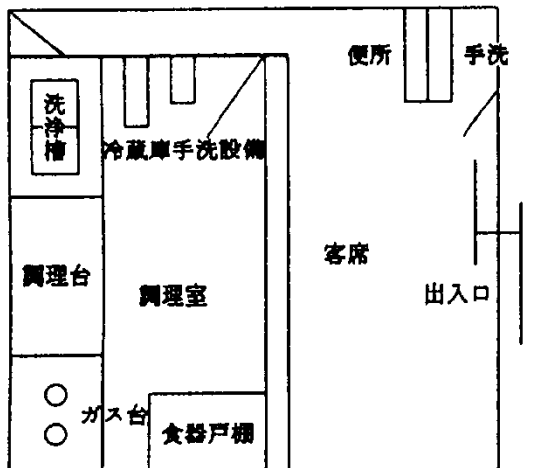 便所
手洗
洗浄槽
冷蔵庫手洗設備
客席
調理台
調理室
出入口
ガス台
食器戸棚